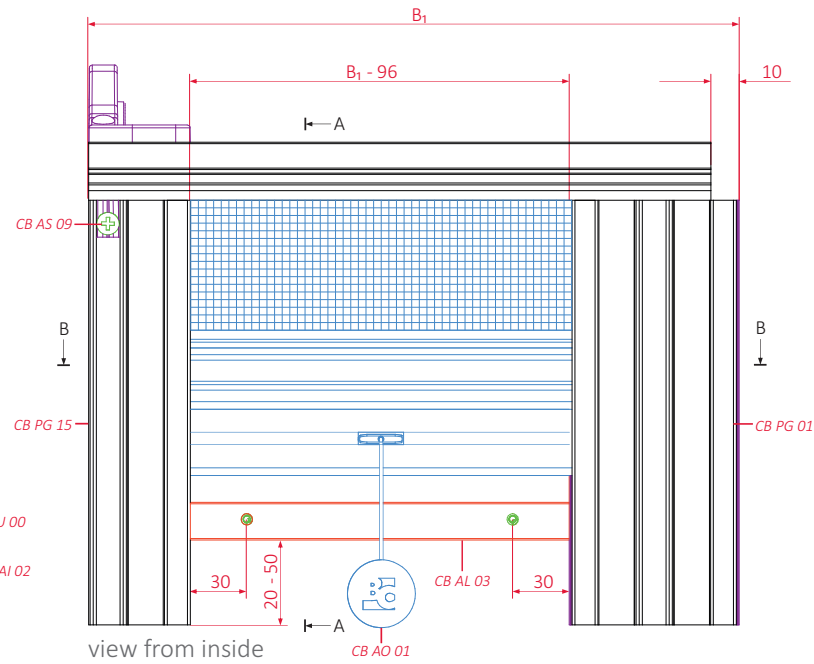 B₁
B₁ - 96
10
A
CB AS 09
B
B
CB PG 15
CB PG 01
J 00
AI 02
30
20 - 50
CB AL 03
30
A
view from inside
CB AO 01